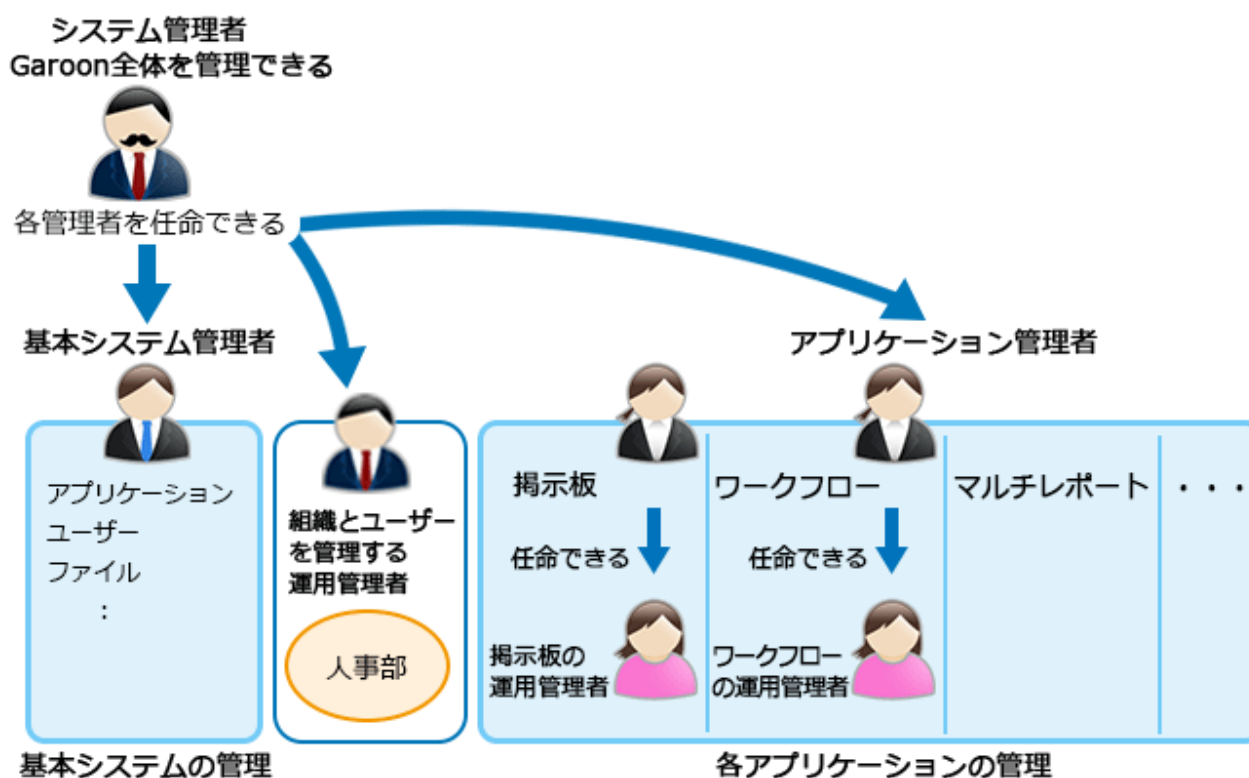 システム管理者
Garoon全体を管理できる
各管理者を任命できる
基本システム管理者
アプリケーション管理者
アプリケーション
ユーザー
ファイル
：
組織とユーザー
を管理する
運用管理者
人事部
掲示板
ワークフロー
マルチレポート
・・・
任命できる
任命できる
掲示板の
運用管理者
ワークフロー
の運用管理者
基本システムの管理
各アプリケーションの管理